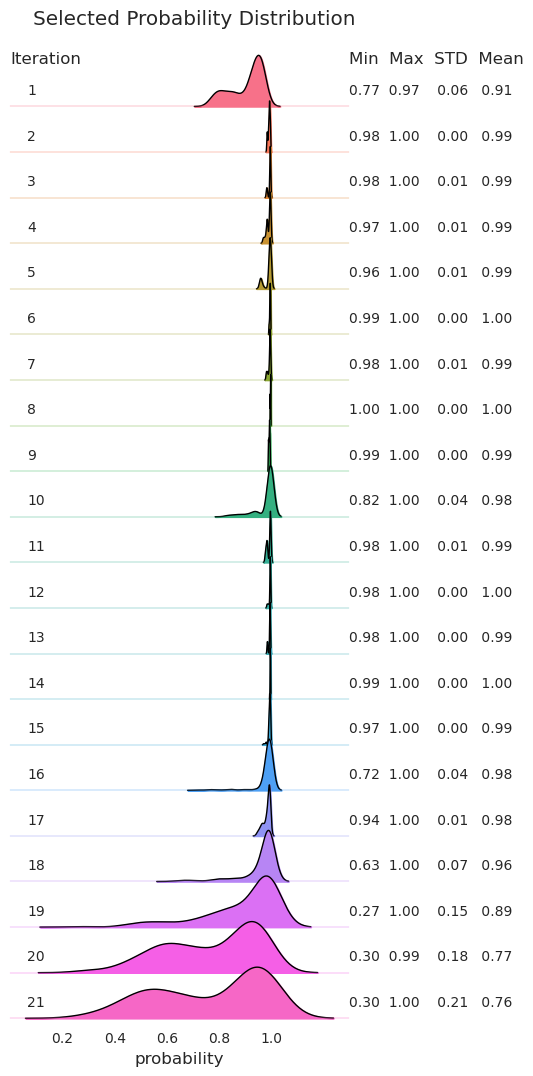 Selected Probability Distribution
Iteration Min Max STD Mean
1 0.77 0.97 0.06 0.91
2 0.98 1.00 0.00 0.99
3 0.98 1.00 0.01 0.99
4 0.97 1.00 0.01 0.99
5 0.96 1.00 0.01 0.99
6 0.99 1.00 0.00 1.00
7 0.98 1.00 0.01 0.99
8 1.00 1.00 0.00 1.00
9 0.99 1.00 0.00 0.99
10 0.82 1.00 0.04 0.98
11 0.98 1.00 0.01 0.99
12 0.98 1.00 0.00 1.00
13 0.98 1.00 0.00 0.99
14 0.99 1.00 0.00 1.00
15 0.97 1.00 0.00 0.99
16 0.72 1.00 0.04 0.98
17 0.94 1.00 0.01 0.98
18 0.63 1.00 0.07 0.96
19 0.27 1.00 0.15 0.89
20 0.30 0.99 0.18 0.77
21 0.30 1.00 0.21 0.76
0.2 0.4 0.6 0.8 1.0
probability